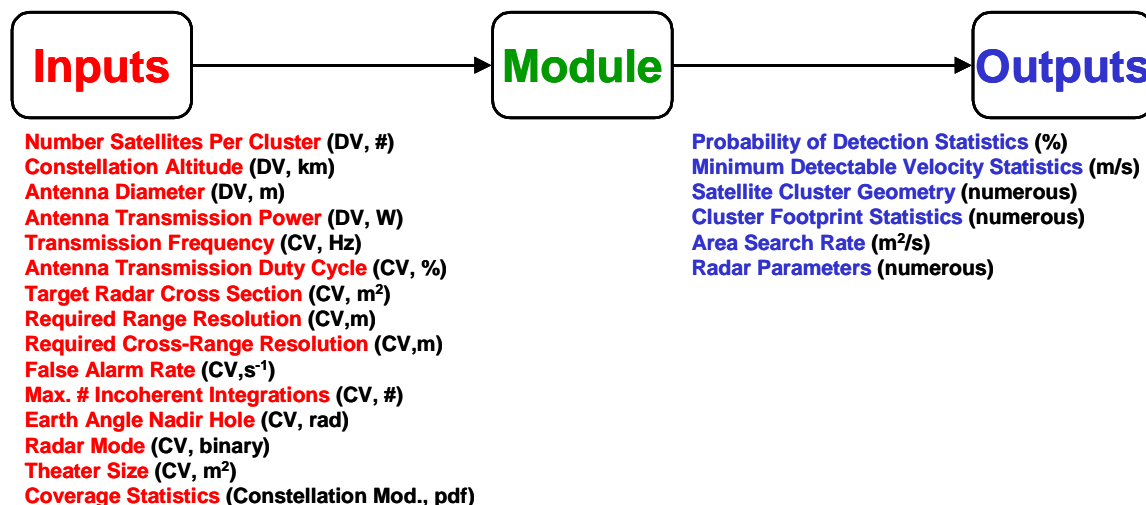 Inputs
Module
Outputs
Number Satellites Per Cluster (DV, #)
Constellation Altitude (DV, km)
Antenna Diameter (DV, m)
Antenna Transmission Power (DV, W)
Transmission Frequency (CV, Hz)
Antenna Transmission Duty Cycle (CV, %)
Target Radar Cross Section (CV, m²)
Required Range Resolution (CV,m)
Required Cross-Range Resolution (CV,m)
False Alarm Rate (CV,s⁻¹)
Max. # Incoherent Integrations (CV, #)
Earth Angle Nadir Hole (CV, rad)
Radar Mode (CV, binary)
Theater Size (CV, m²)
Coverage Statistics (Constellation Mod., pdf)
Probability of Detection Statistics (%)
Minimum Detectable Velocity Statistics (m/s)
Satellite Cluster Geometry (numerous)
Cluster Footprint Statistics (numerous)
Area Search Rate (m²/s)
Radar Parameters (numerous)